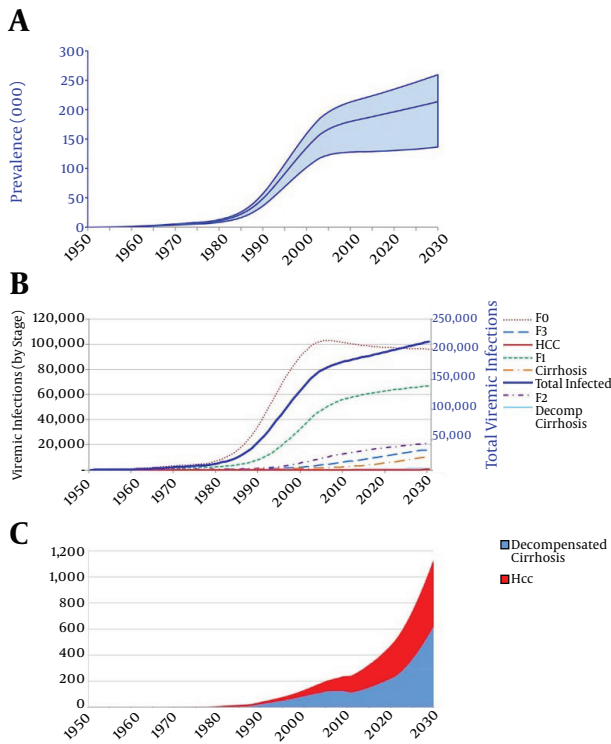 A
Prevalence (000)
300
250
200
150
100
50
0
1950
1960
1970
1980
1990
2000
2010
2020
2030
B
Viremic Infections (by Stage)
120,000
100,000
80,000
60,000
40,000
20,000
-
1950
1960
1970
1980
1990
2000
2010
2020
2030
250,000
200,000
150,000
100,000
50,000
Total Viremic Infections
F0
F3
HCC
F1
Cirrhosis
Total Infected
F2
Decomp
Cirrhosis
C
1,200
1,000
800
600
400
200
0
1950
1960
1970
1980
1990
2000
2010
2020
2030
Decompensated
Cirrhosis
Hcc